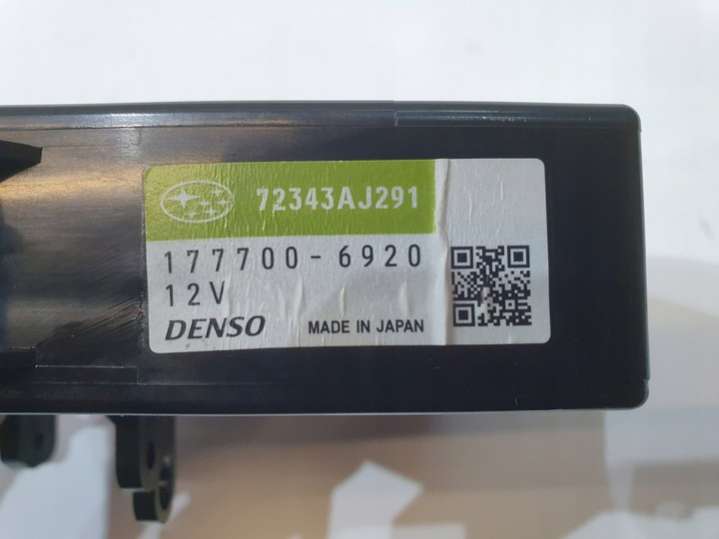 72343AJ291
177700-6920
12V
DENSO
MADE IN JAPAN